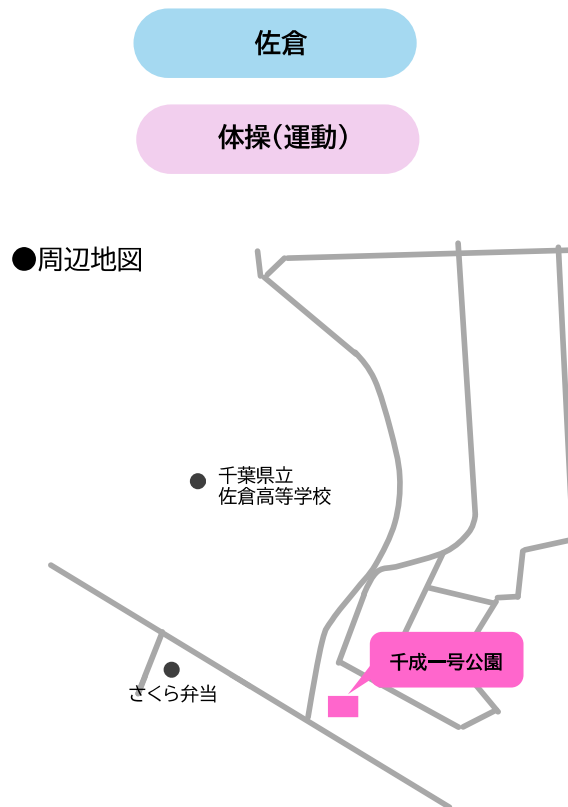 佐倉
体操（運動）
●周辺地図
千葉県立
佐倉高等学校
千成一号公園
さくら弁当